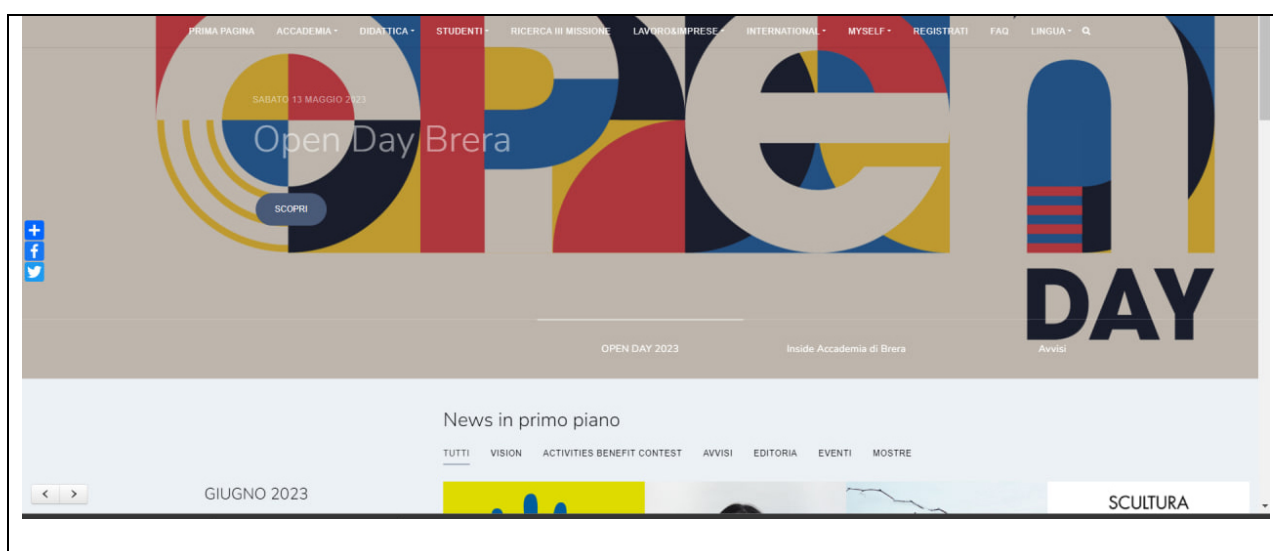 PRIMA PAGINA ACCADEMIA DIDATTICA STUDENTI RICERCA III MISSIONE LAVORO&IMPRESE INTERNATIONAL MYSELF REGISTRATI FAQ LINGUA
OPEN
SABATO 13 MAGGIO 2023
Open Day Brera
SCOPRI
DAY
OPEN DAY 2023 Inside Accademia di Brera Avvisi
News in primo piano
TUTTI VISION ACTIVITIES BENEFIT CONTEST AVVISI EDITORIA EVENTI MOSTRE
GIUGNO 2023
SCULTURA